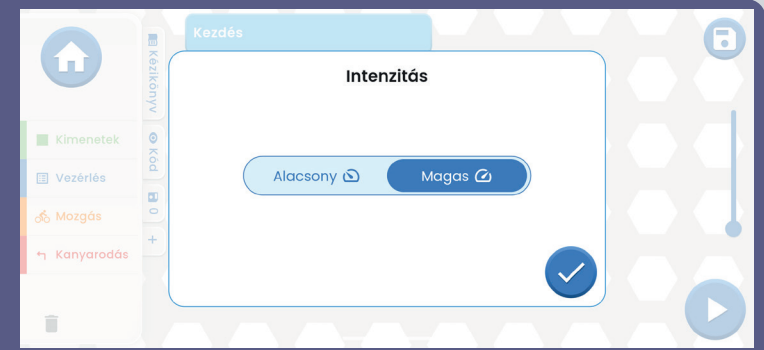 Kezdés
Kézikönyv
Kód
0
+
Kimenetek
Vezérlés
Mozgás
Kanyarodás
Intenzitás
Alacsony
Magas